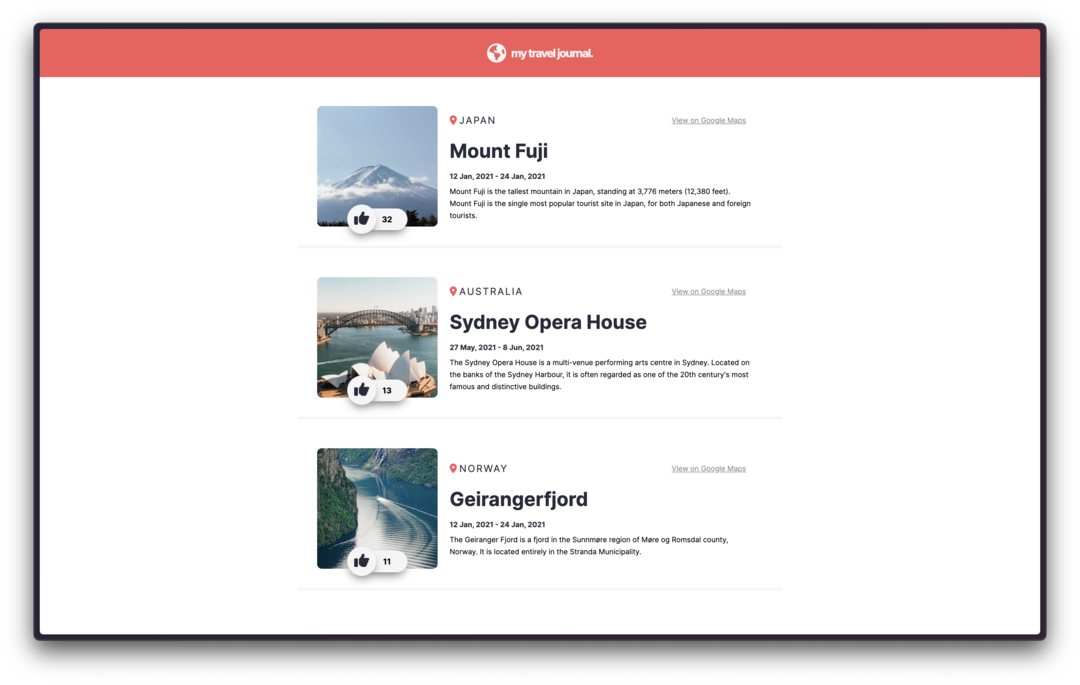 my travel journal.
JAPAN
View on Google Maps
Mount Fuji
12 Jan, 2021 - 24 Jan, 2021
Mount Fuji is the tallest mountain in Japan, standing at 3,776 meters (12,380 feet).
Mount Fuji is the single most popular tourist site in Japan, for both Japanese and foreign
tourists.
32
AUSTRALIA
View on Google Maps
Sydney Opera House
27 May, 2021 - 8 Jun, 2021
The Sydney Opera House is a multi-venue performing arts centre in Sydney. Located on
the banks of the Sydney Harbour, it is often regarded as one of the 20th century's most
famous and distinctive buildings.
13
NORWAY
View on Google Maps
Geirangerfjord
12 Jan, 2021 - 24 Jan, 2021
The Geiranger Fjord is a fjord in the Sunnmøre region of Møre og Romsdal county,
Norway. It is located entirely in the Stranda Municipality.
11